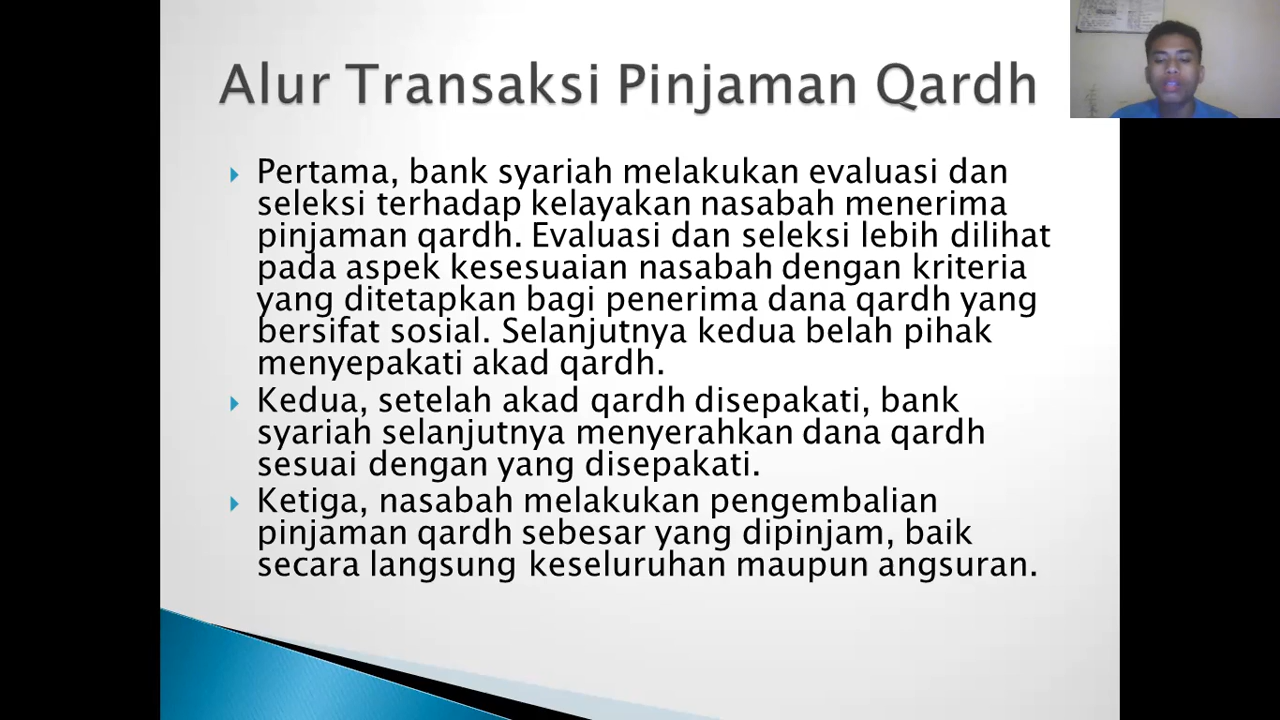 Alur Transaksi Pinjaman Qardh
Pertama, bank syariah melakukan evaluasi dan
seleksi terhadap kelayakan nasabah menerima
pinjaman qardh. Evaluasi dan seleksi lebih dilihat
pada aspek kesesuaian nasabah dengan kriteria
yang ditetapkan bagi penerima dana qardh yang
bersifat sosial. Selanjutnya kedua belah pihak
menyepakati akad qardh.
Kedua, setelah akad qardh disepakati, bank
syariah selanjutnya menyerahkan dana qardh
sesuai dengan yang disepakati.
Ketiga, nasabah melakukan pengembalian
pinjaman qardh sebesar yang dipinjam, baik
secara langsung keseluruhan maupun angsuran.